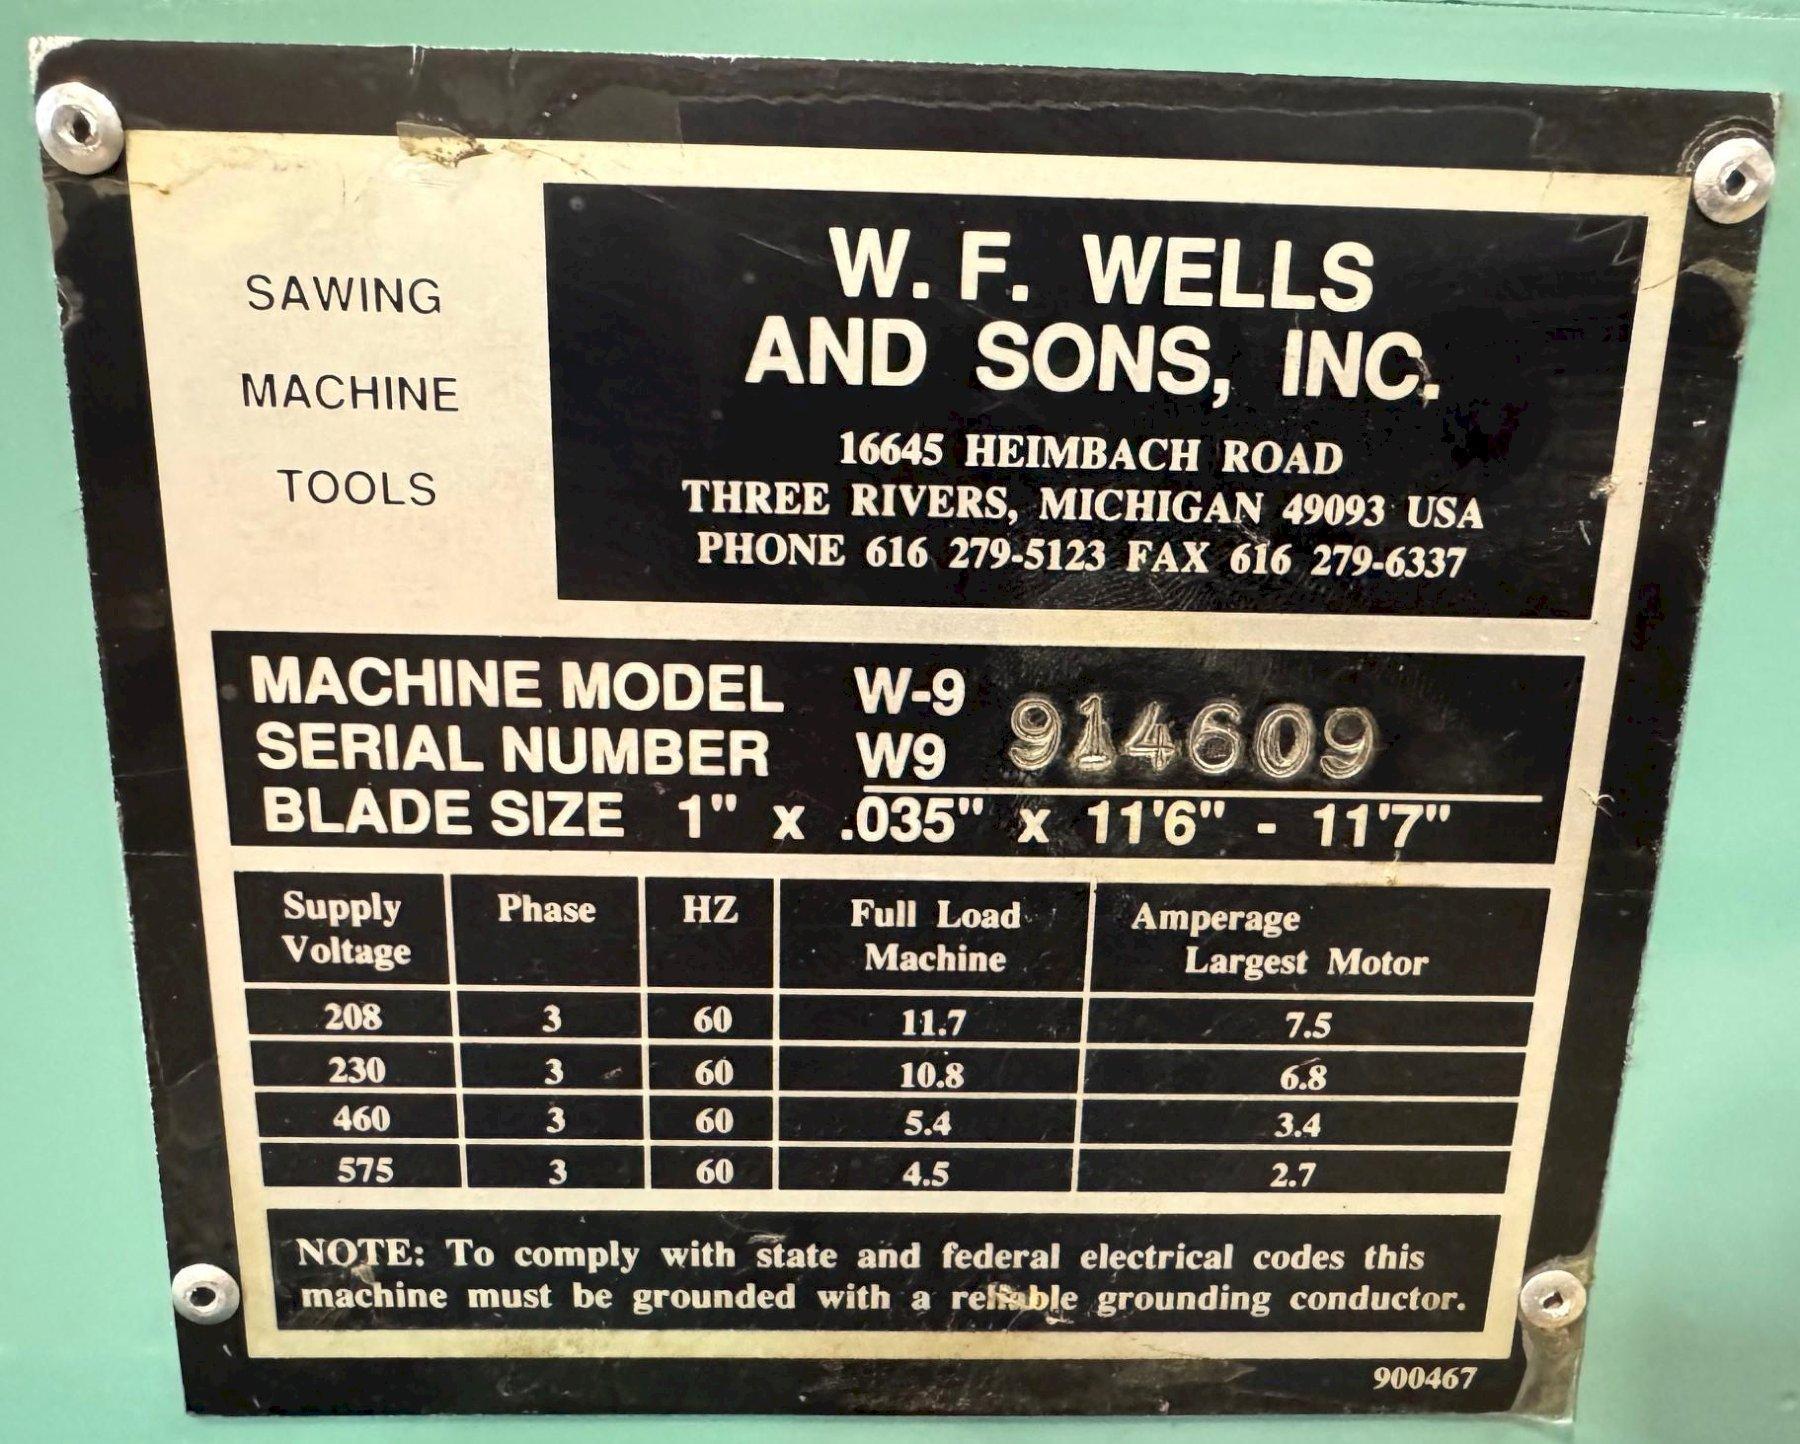 SAWING
MACHINE
TOOLS
W. F. WELLS
AND SONS, INC.
16645 HEIMBACH ROAD
THREE RIVERS, MICHIGAN 49093 USA
PHONE 616 279-5123 FAX 616 279-6337
MACHINE MODEL W-9
SERIAL NUMBER W9 914609
BLADE SIZE 1" x .035" x 11'6" - 11'7"
Supply Voltage Phase HZ Full Load Machine Amperage Largest Motor
208 3 60 11.7 7.5
230 3 60 10.8 6.8
460 3 60 5.4 3.4
575 3 60 4.5 2.7
NOTE: To comply with state and federal electrical codes this
machine must be grounded with a reliable grounding conductor.
900467